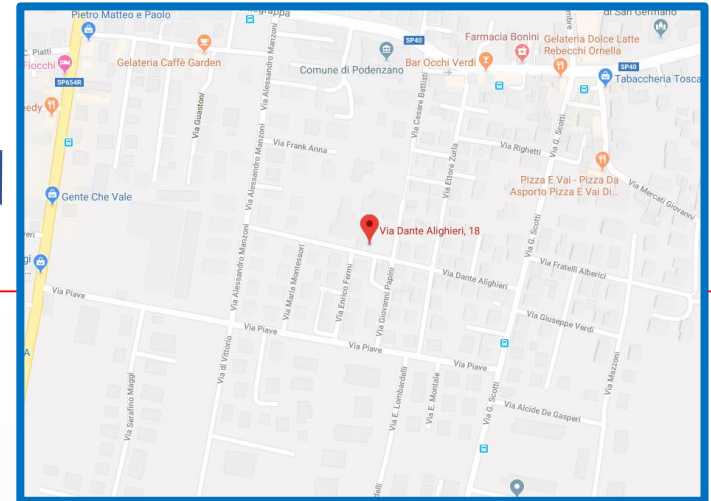 Pietro Matteo e Paolo
di San Germano
SP40
Farmacia Bonini
Gelateria Dolce Latte
Rebecchi Ornella
C. Piatti
Fiocchi
Gelateria Caffè Garden
Comune di Podenzano
Bar Occhi Verdi
SP40
Tabaccheria Tosca
SP654R
Via Guastoni
Via Alessandro Manzoni
Via Cesare Battisti
Via Ettore Zurla
Via G. Scotti
Via Frank Anna
Via Righetti
Via Alessandro Manzoni
Pizza E Vai - Pizza Da
Asporto Pizza E Vai Di...
Via Mercati Giovanni
Gente Che Vale
Via Dante Alighieri, 18
Via G. Scotti
Via Alessandro Manzoni
Via Maria Montessori
Via Enrico Fermi
Via Giovanni Papini
Via Dante Alighieri
Via Fratelli Alberici
Via Piave
Via Giuseppe Verdi
Via Piave
Via Piave
Via Piave
Via di Vittorio
Via Mazzoni
Via Serafino Maggi
Via E. Lombardelli
Via E. Montale
Via G. Scotti
Via Alcide De Gasperi